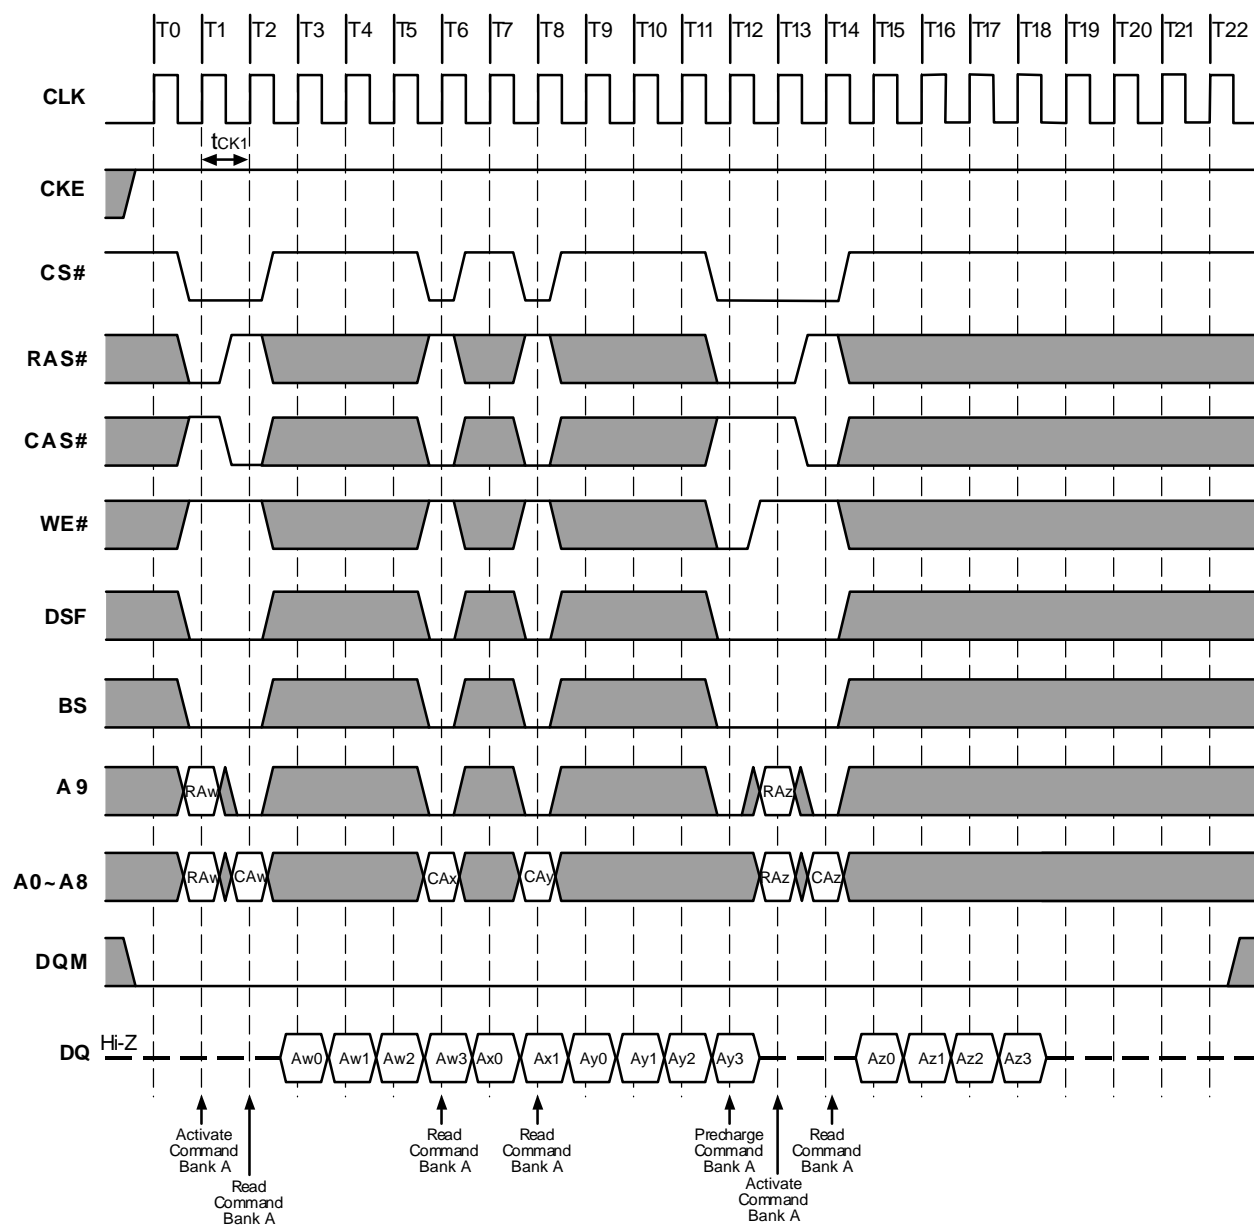 T0 T1 T2 T3 T4 T5 T6 T7 T8 T9 T10 T11 T12 T13 T14 T15 T16 T17 T18 T19 T20 T21 T22
CLK
tCK1
CKE
CS#
RAS#
CAS#
WE#
DSF
BS
A9 RAw RAz
A0~A8 RAw CAw CAx CAy RAz CAz
DQM
DQ Hi-Z Aw0 Aw1 Aw2 Aw3 Ax0 Ax1 Ay0 Ay1 Ay2 Ay3 Az0 Az1 Az2 Az3
Activate
Command
Bank A
Read
Command
Bank A
Read
Command
Bank A
Read
Command
Bank A
Precharge
Command
Bank A
Activate
Command
Bank A
Read
Command
Bank A